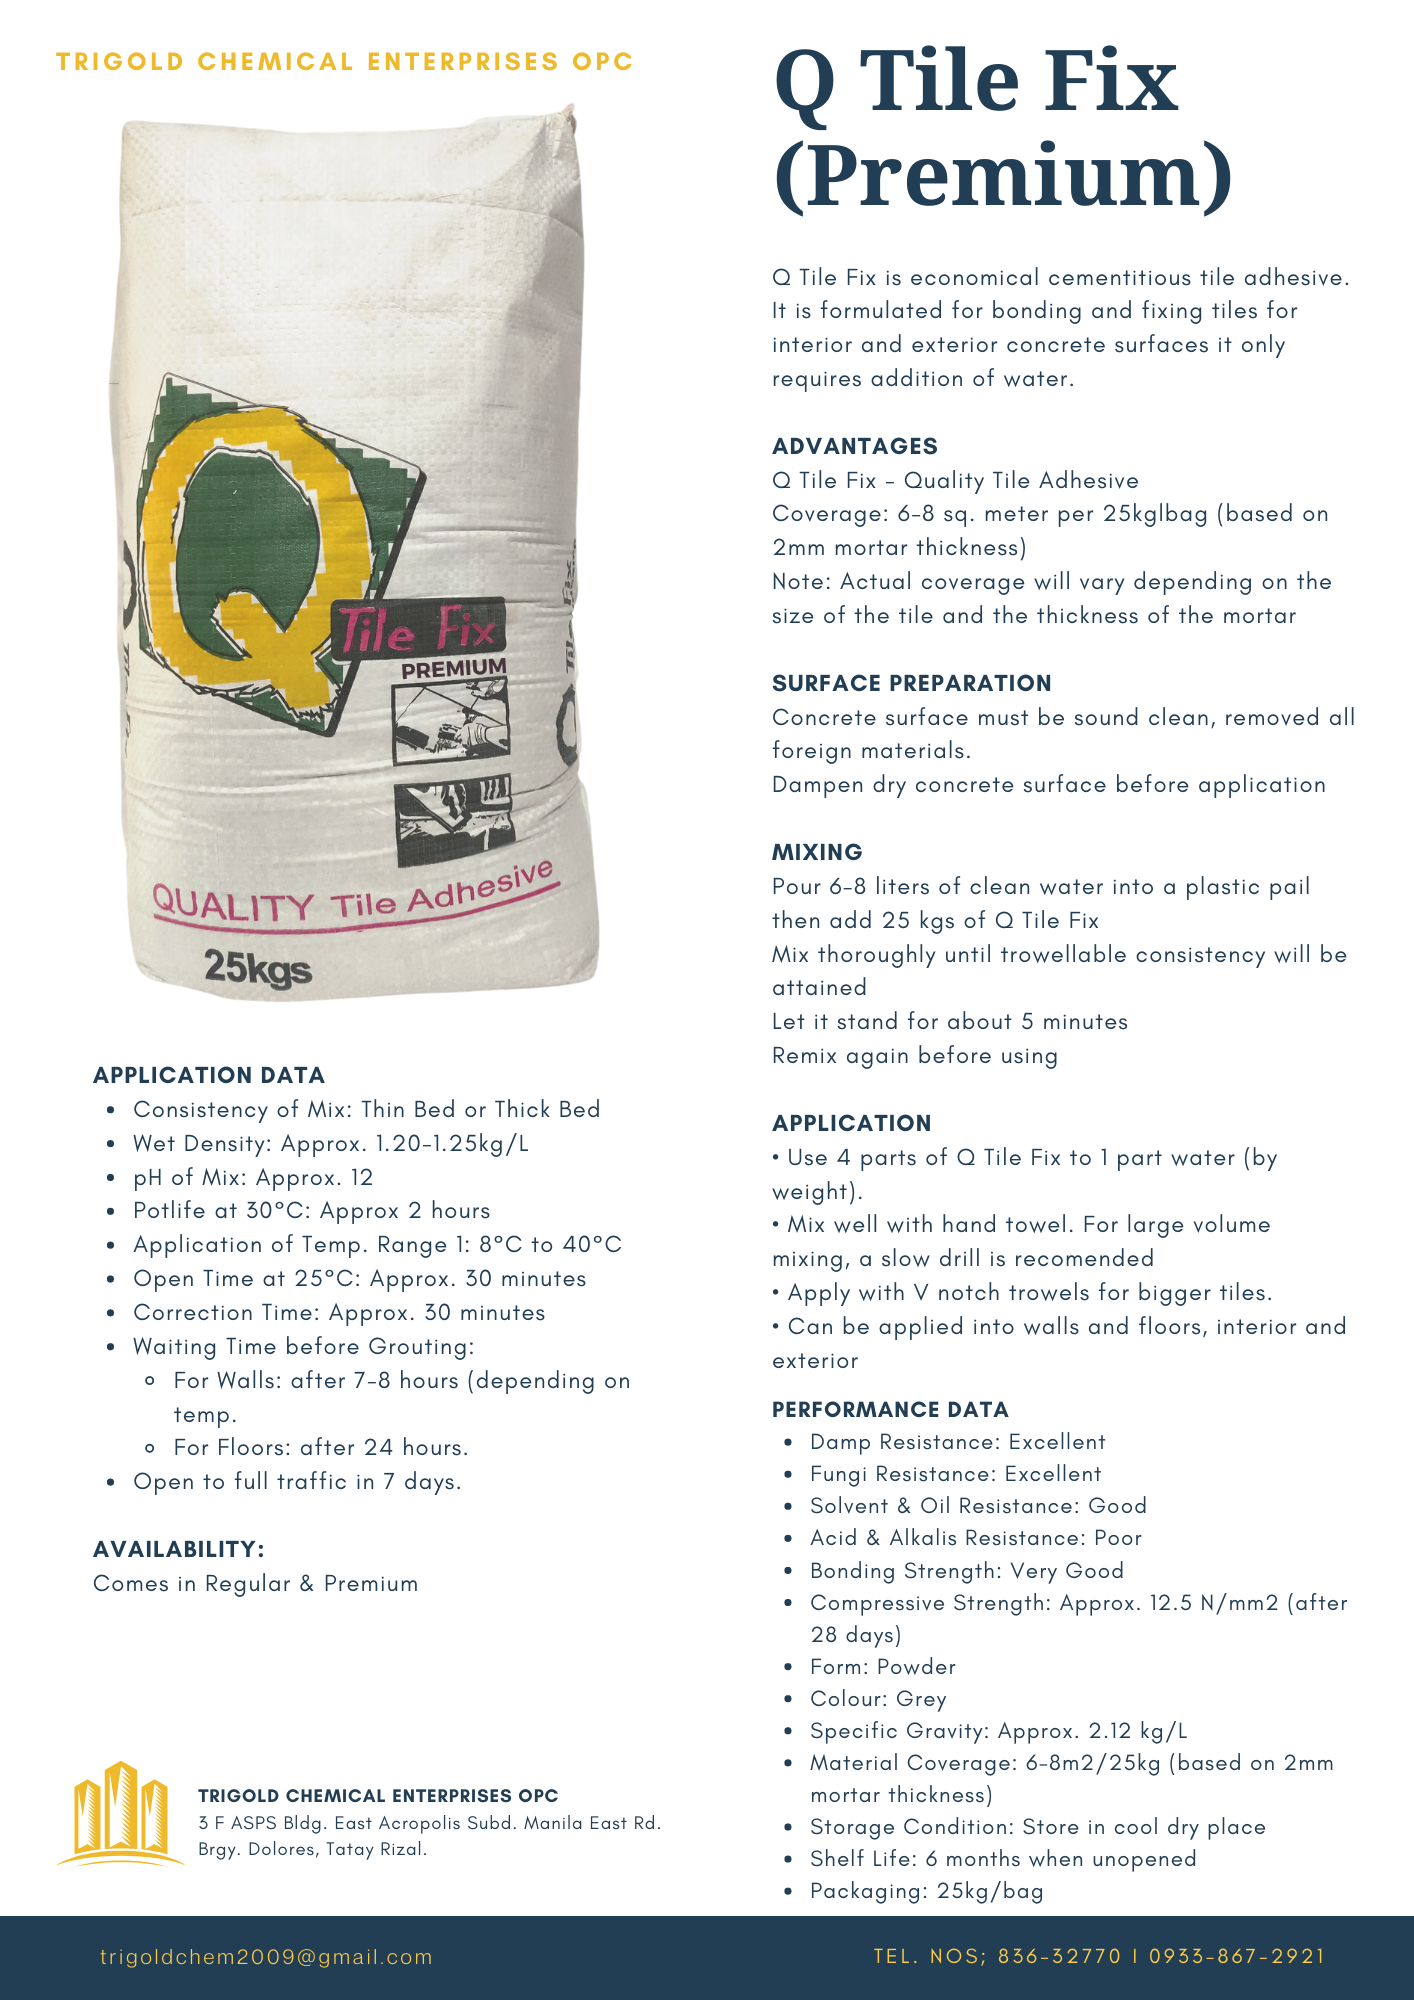 TRIGOLD CHEMICAL ENTERPRISES OPC
Q
Tile Fix
PREMIUM
QUALITY Tile Adhesive
25kgs
APPLICATION DATA
• Consistency of Mix: Thin Bed or Thick Bed
• Wet Density: Approx. 1.20-1.25kg/L
• pH of Mix: Approx. 12
• Potlife at 30°C: Approx 2 hours
• Application of Temp. Range 1: 8°C to 40°C
• Open Time at 25°C: Approx. 30 minutes
• Correction Time: Approx. 30 minutes
• Waiting Time before Grouting:
◦ For Walls: after 7-8 hours (depending on
temp.
◦ For Floors: after 24 hours.
• Open to full traffic in 7 days.
AVAILABILITY:
Comes in Regular & Premium
TRIGOLD CHEMICAL ENTERPRISES OPC
3 F ASPS Bldg. East Acropolis Subd. Manila East Rd.
Brgy. Dolores, Tatay Rizal.
Q Tile Fix
(Premium)
Q Tile Fix is economical cementitious tile adhesive.
It is formulated for bonding and fixing tiles for
interior and exterior concrete surfaces it only
requires addition of water.
ADVANTAGES
Q Tile Fix - Quality Tile Adhesive
Coverage: 6-8 sq. meter per 25kglbag (based on
2mm mortar thickness)
Note: Actual coverage will vary depending on the
size of the tile and the thickness of the mortar
SURFACE PREPARATION
Concrete surface must be sound clean, removed all
foreign materials.
Dampen dry concrete surface before application
MIXING
Pour 6-8 liters of clean water into a plastic pail
then add 25 kgs of Q Tile Fix
Mix thoroughly until trowellable consistency will be
attained
Let it stand for about 5 minutes
Remix again before using
APPLICATION
• Use 4 parts of Q Tile Fix to 1 part water (by
weight).
• Mix well with hand towel. For large volume
mixing, a slow drill is recomended
• Apply with V notch trowels for bigger tiles.
• Can be applied into walls and floors, interior and
exterior
PERFORMANCE DATA
• Damp Resistance: Excellent
• Fungi Resistance: Excellent
• Solvent & Oil Resistance: Good
• Acid & Alkalis Resistance: Poor
• Bonding Strength: Very Good
• Compressive Strength: Approx. 12.5 N/mm2 (after
28 days)
• Form: Powder
• Colour: Grey
• Specific Gravity: Approx. 2.12 kg/L
• Material Coverage: 6-8m2/25kg (based on 2mm
mortar thickness)
• Storage Condition: Store in cool dry place
• Shelf Life: 6 months when unopened
• Packaging: 25kg/bag
trigoldchem2009@gmail.com
TEL. NOS; 836-32770 | 0933-867-2921